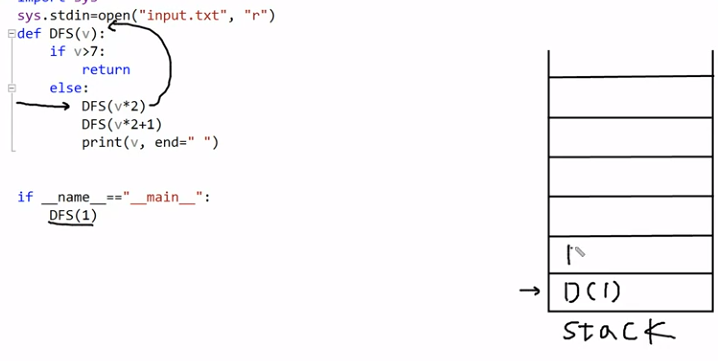 import sys
sys.stdin=open("input.txt", "r")
def DFS(v):
if v>7:
return
else:
DFS(v*2)
DFS(v*2+1)
print(v, end=" ")
if __name__=="__main__":
DFS(1)
D(1)
stack